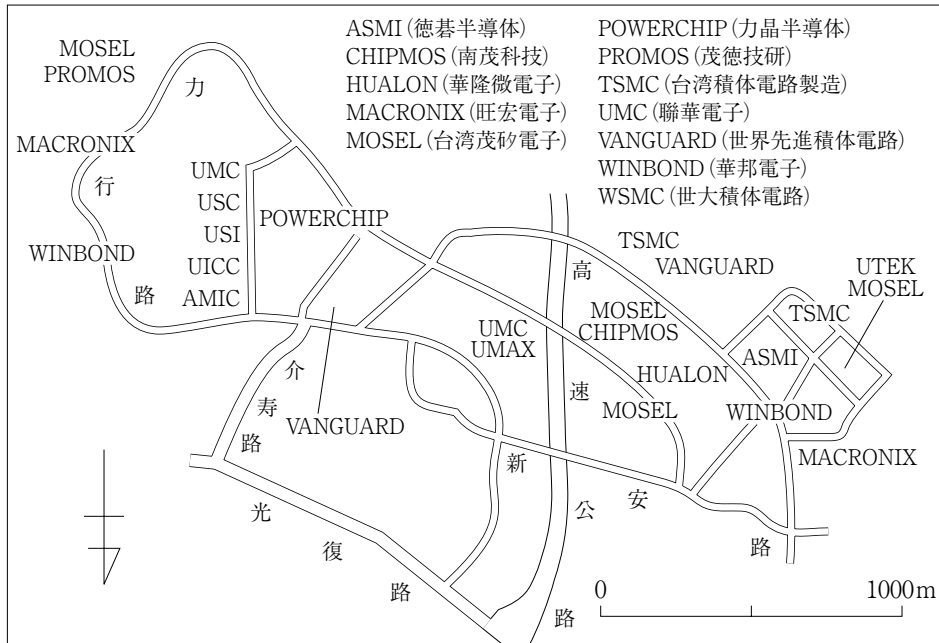 ASMI (徳碁半導体)
CHIPMOS (南茂科技)
HUALON (華隆微電子)
MACRONIX (旺宏電子)
MOSEL (台湾茂矽電子)
POWERCHIP (力晶半導体)
PROMOS (茂徳技研)
TSMC (台湾積体電路製造)
UMC (聯華電子)
VANGUARD (世界先進積体電路)
WINBOND (華邦電子)
WSMC (世大積体電路)
MOSEL
PROMOS
MACRONIX
WINBOND
力行路
UMC
USC
USI
UICC
AMIC
POWERCHIP
VANGUARD
介寿路
光復路
新安路
高速公路
UMC
UMAX
TSMC
VANGUARD
MOSEL
CHIPMOS
HUALON
MOSEL
UTEK
MOSEL
TSMC
ASMI
WINBOND
MACRONIX
0 1000m